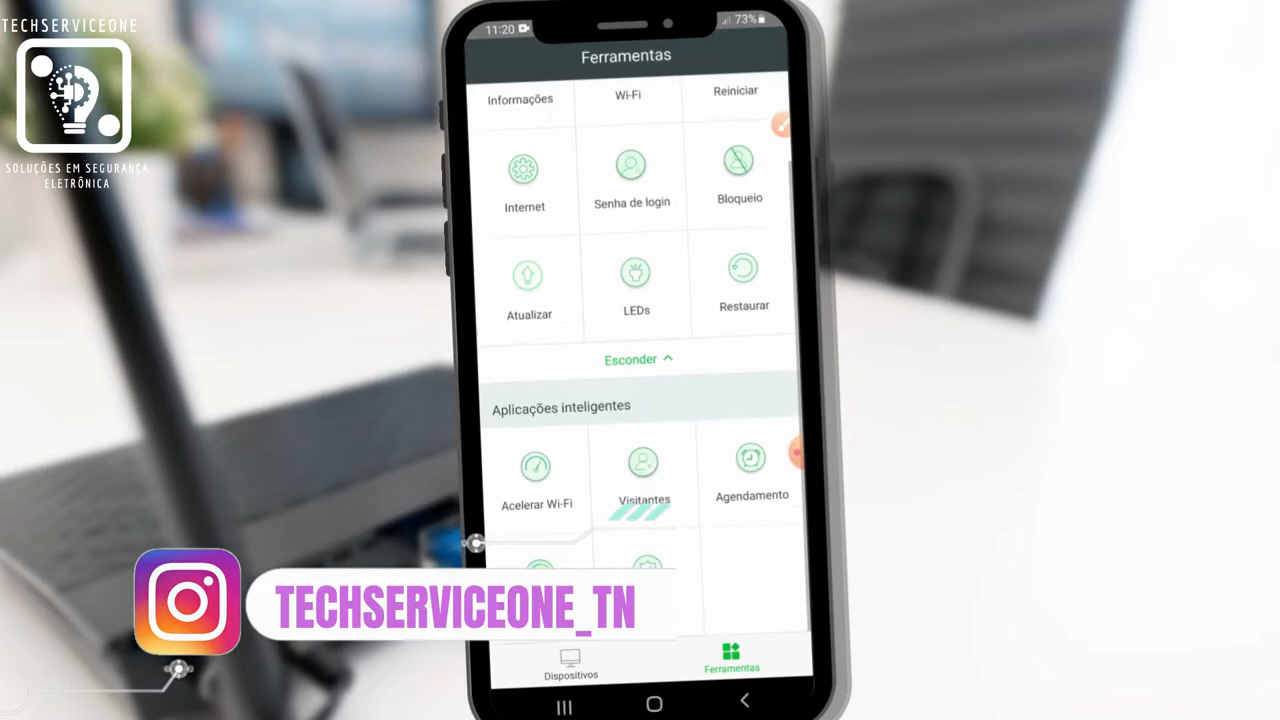 TECHSERVICEONE
SOLUÇÕES EM SEGURANÇA
ELETRÔNICA
11:20
73%
Ferramentas
Informações
Wi-Fi
Reiniciar
Internet
Senha de login
Bloqueio
Atualizar
LEDs
Restaurar
Esconder
Aplicações inteligentes
Acelerar Wi-Fi
Visitantes
Agendamento
TECHSERVICEONE_TN
Dispositivos
Ferramentas